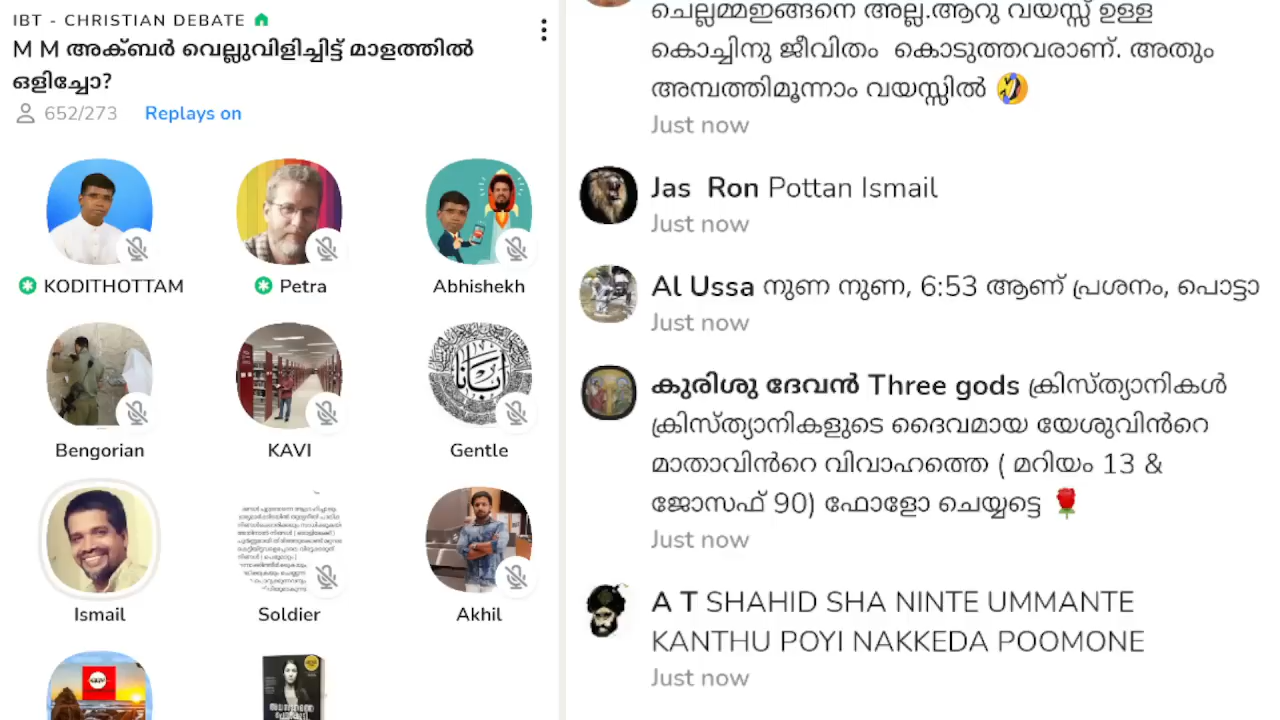 IBT - CHRISTIAN DEBATE
M M അക്ബർ വെല്ലുവിളിച്ചിട്ട് മാളത്തിൽ
ഒളിച്ചോ?
652/273 Replays on
KODITHOTTAM
Petra
Abhishekh
Bengorian
KAVI
Gentle
Ismail
Soldier
Akhil
ചെല്ലമ്മഇങ്ങനെ അല്ല.ആറു വയസ്സ് ഉള്ള
കൊച്ചിനു ജീവിതം കൊടുത്തവരാണ്. അതും
അമ്പത്തിമൂന്നാം വയസ്സിൽ 🤣
Just now
Jas Ron Pottan Ismail
Just now
Al Ussa നുണ നുണ, 6:53 ആണ് പ്രശനം, പൊട്ടാ
Just now
കുരിശു ദേവൻ Three gods ക്രിസ്ത്യാനികൾ
ക്രിസ്ത്യാനികളുടെ ദൈവമായ യേശുവിൻറെ
മാതാവിൻറെ വിവാഹത്തെ ( മറിയം 13 &
ജോസഫ് 90) ഫോളോ ചെയ്യട്ടെ 🌹
Just now
A T SHAHID SHA NINTE UMMANTE
KANTHU POYI NAKKEDA POOMONE
Just now